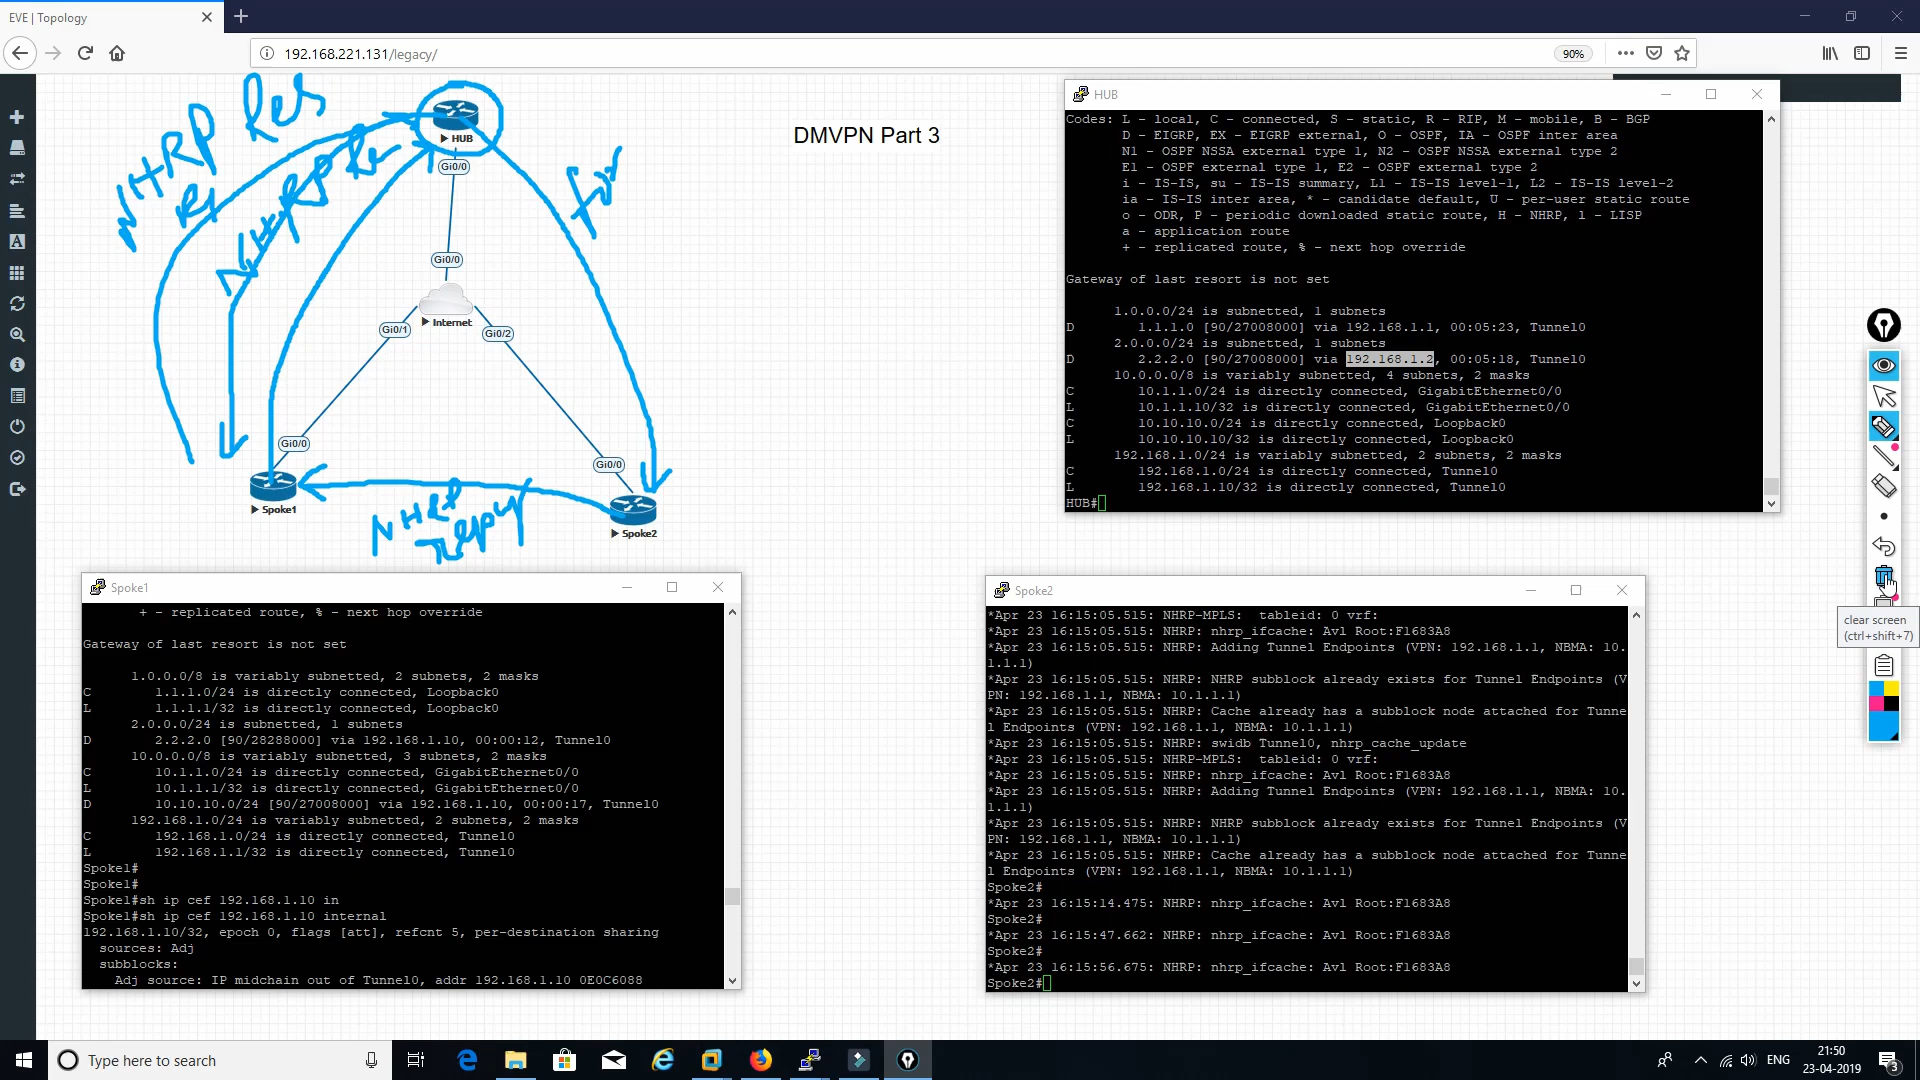 EVE | Topology
192.168.221.131/legacy/
90%
NHRP Res
NHRP Re
HUB
Gi0/0
Gi0/0
Internet
Gi0/1
Gi0/2
Gi0/0
Gi0/0
Spoke1
Spoke2
NHRP
Reply
DMVPN Part 3
HUB
Codes: L - local, C - connected, S - static, R - RIP, M - mobile, B - BGP
D - EIGRP, EX - EIGRP external, O - OSPF, IA - OSPF inter area
N1 - OSPF NSSA external type 1, N2 - OSPF NSSA external type 2
E1 - OSPF external type 1, E2 - OSPF external type 2
i - IS-IS, su - IS-IS summary, L1 - IS-IS level-1, L2 - IS-IS level-2
ia - IS-IS inter area, * - candidate default, U - per-user static route
o - ODR, P - periodic downloaded static route, H - NHRP, l - LISP
a - application route
+ - replicated route, % - next hop override
Gateway of last resort is not set
1.0.0.0/24 is subnetted, 1 subnets
D 1.1.1.0 [90/27008000] via 192.168.1.1, 00:05:23, Tunnel0
2.0.0.0/24 is subnetted, 1 subnets
D 2.2.2.0 [90/27008000] via 192.168.1.2, 00:05:18, Tunnel0
10.0.0.0/8 is variably subnetted, 4 subnets, 2 masks
C 10.1.1.0/24 is directly connected, GigabitEthernet0/0
L 10.1.1.10/32 is directly connected, GigabitEthernet0/0
C 10.10.10.0/24 is directly connected, Loopback0
L 10.10.10.10/32 is directly connected, Loopback0
192.168.1.0/24 is variably subnetted, 2 subnets, 2 masks
C 192.168.1.0/24 is directly connected, Tunnel0
L 192.168.1.10/32 is directly connected, Tunnel0
HUB#
Spoke1
+ - replicated route, % - next hop override
Gateway of last resort is not set
1.0.0.0/8 is variably subnetted, 2 subnets, 2 masks
C 1.1.1.0/24 is directly connected, Loopback0
L 1.1.1.1/32 is directly connected, Loopback0
2.0.0.0/24 is subnetted, 1 subnets
D 2.2.2.0 [90/28288000] via 192.168.1.10, 00:00:12, Tunnel0
10.0.0.0/8 is variably subnetted, 3 subnets, 2 masks
C 10.1.1.0/24 is directly connected, GigabitEthernet0/0
L 10.1.1.1/32 is directly connected, GigabitEthernet0/0
D 10.10.10.0/24 [90/27008000] via 192.168.1.10, 00:00:17, Tunnel0
192.168.1.0/24 is variably subnetted, 2 subnets, 2 masks
C 192.168.1.0/24 is directly connected, Tunnel0
L 192.168.1.1/32 is directly connected, Tunnel0
Spoke1#
Spoke1#
Spoke1#sh ip cef 192.168.1.10 in
Spoke1#sh ip cef 192.168.1.10 internal
192.168.1.10/32, epoch 0, flags [att], refcnt 5, per-destination sharing
sources: Adj
subblocks:
Adj source: IP midchain out of Tunnel0, addr 192.168.1.10 0E0C6088
Spoke2
*Apr 23 16:15:05.515: NHRP-MPLS: tableid: 0 vrf:
*Apr 23 16:15:05.515: NHRP: nhrp_ifcache: Avl Root:F1683A8
*Apr 23 16:15:05.515: NHRP: Adding Tunnel Endpoints (VPN: 192.168.1.1, NBMA: 10.
1.1.1)
*Apr 23 16:15:05.515: NHRP: NHRP subblock already exists for Tunnel Endpoints (V
PN: 192.168.1.1, NBMA: 10.1.1.1)
*Apr 23 16:15:05.515: NHRP: Cache already has a subblock node attached for Tunne
l Endpoints (VPN: 192.168.1.1, NBMA: 10.1.1.1)
*Apr 23 16:15:05.515: NHRP: swidb Tunnel0, nhrp_cache_update
*Apr 23 16:15:05.515: NHRP-MPLS: tableid: 0 vrf:
*Apr 23 16:15:05.515: NHRP: nhrp_ifcache: Avl Root:F1683A8
*Apr 23 16:15:05.515: NHRP: Adding Tunnel Endpoints (VPN: 192.168.1.1, NBMA: 10.
1.1.1)
*Apr 23 16:15:05.515: NHRP: NHRP subblock already exists for Tunnel Endpoints (V
PN: 192.168.1.1, NBMA: 10.1.1.1)
*Apr 23 16:15:05.515: NHRP: Cache already has a subblock node attached for Tunne
l Endpoints (VPN: 192.168.1.1, NBMA: 10.1.1.1)
Spoke2#
*Apr 23 16:15:14.475: NHRP: nhrp_ifcache: Avl Root:F1683A8
Spoke2#
*Apr 23 16:15:47.662: NHRP: nhrp_ifcache: Avl Root:F1683A8
Spoke2#
*Apr 23 16:15:56.675: NHRP: nhrp_ifcache: Avl Root:F1683A8
Spoke2#
clear screen
(ctrl+shift+7)
Type here to search
ENG
21:50
23-04-2019
3